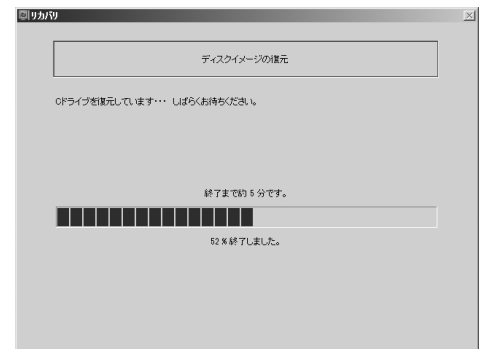 リカバリ
ディスクイメージの復元
Cドライブを復元しています・・・ しばらくお待ちください。
終了まで約 5 分です。
52 % 終了しました。